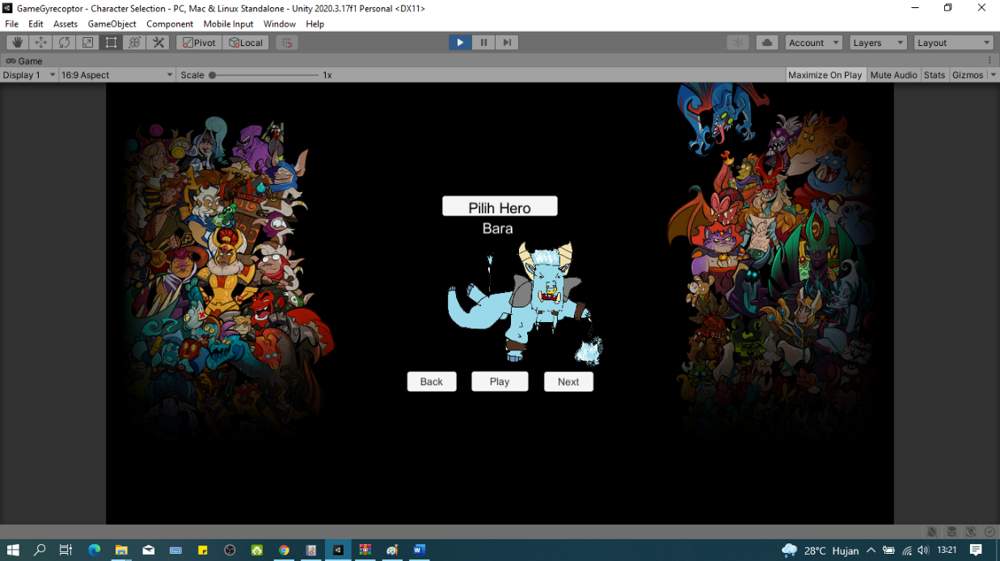 GameGyrecoptor - Character Selection - PC, Mac & Linux Standalone - Unity 2020.3.17f1 Personal <DX11>
File Edit Assets GameObject Component Mobile Input Window Help
Pivot Local Account Layers Layout
Game
Display 1 16:9 Aspect Scale 1x Maximize On Play Mute Audio Stats Gizmos
Pilih Hero
Bara
Back Play Next
28°C Hujan 13:21